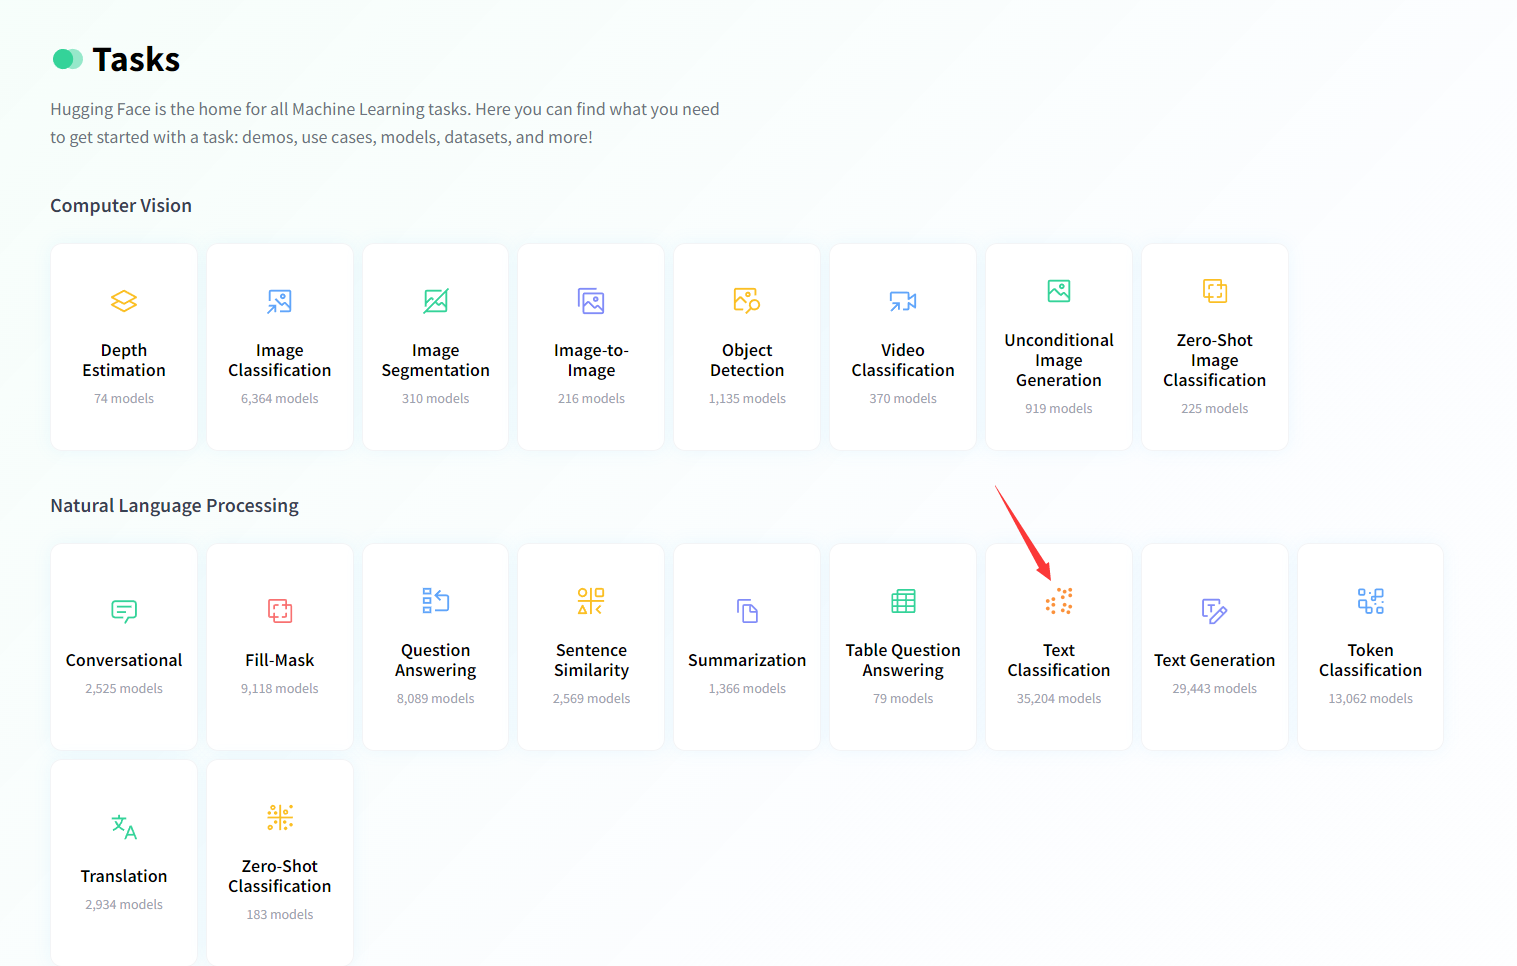 Tasks
Hugging Face is the home for all Machine Learning tasks. Here you can find what you need
to get started with a task: demos, use cases, models, datasets, and more!
Computer Vision
Depth
Estimation
74 models
Image
Classification
6,364 models
Image
Segmentation
310 models
Image-to-
Image
216 models
Object
Detection
1,135 models
Video
Classification
370 models
Unconditional
Image
Generation
919 models
Zero-Shot
Image
Classification
225 models
Natural Language Processing
Conversational
2,525 models
Fill-Mask
9,118 models
Question
Answering
8,089 models
Sentence
Similarity
2,569 models
Summarization
1,366 models
Table Question
Answering
79 models
Text
Classification
35,204 models
Text Generation
29,443 models
Token
Classification
13,062 models
Translation
2,934 models
Zero-Shot
Classification
183 models